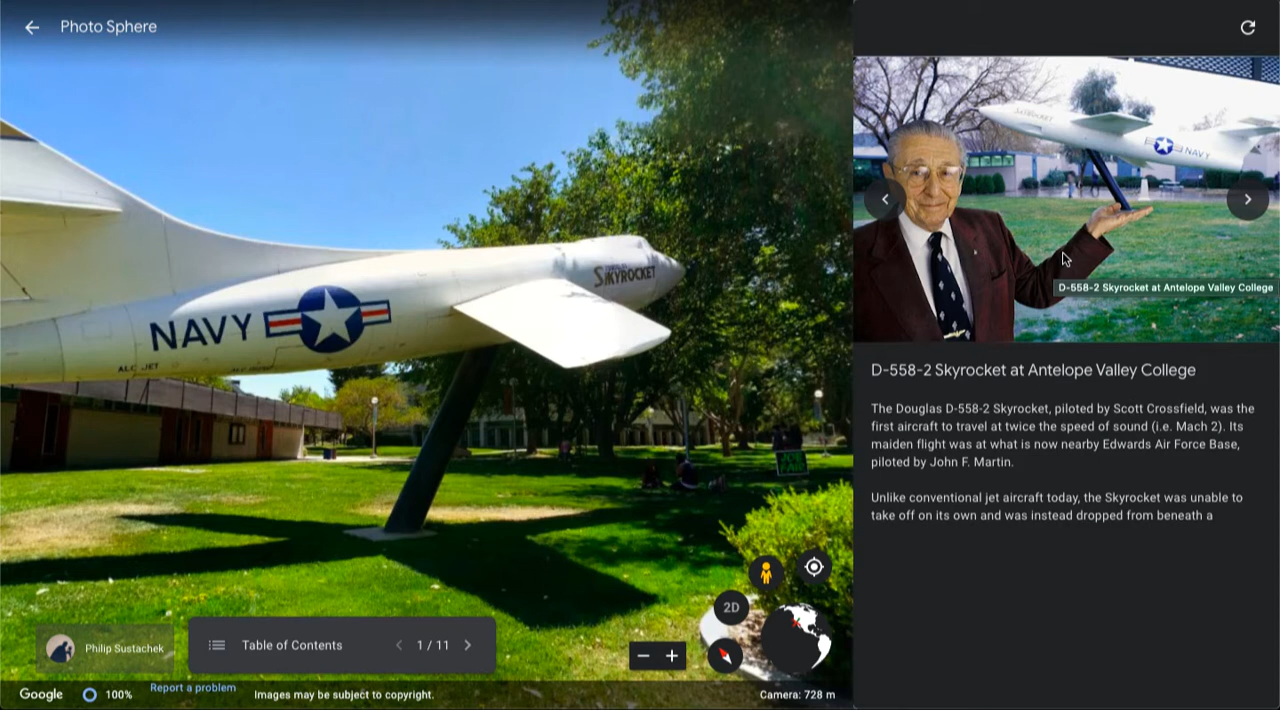 Photo Sphere
SKYROCKET
NAVY
JOB
FAIR
2D
Philip Sustachek
Table of Contents
1 / 11
Google
100%
Report a problem
Images may be subject to copyright.
Camera: 728 m
SKYROCKET
NAVY
D-558-2 Skyrocket at Antelope Valley College
D-558-2 Skyrocket at Antelope Valley College
The Douglas D-558-2 Skyrocket, piloted by Scott Crossfield, was the
first aircraft to travel at twice the speed of sound (i.e. Mach 2). Its
maiden flight was at what is now nearby Edwards Air Force Base,
piloted by John F. Martin.
Unlike conventional jet aircraft today, the Skyrocket was unable to
take off on its own and was instead dropped from beneath a